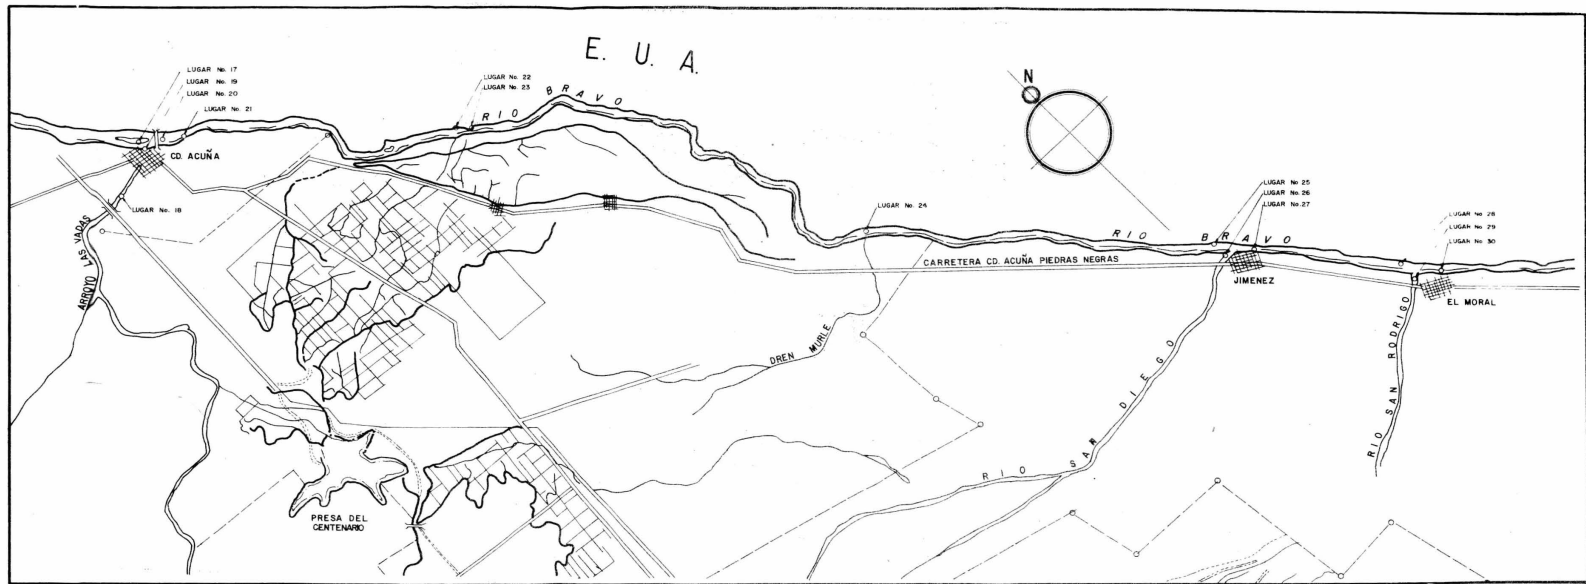 E. U. A.
LUGAR No. 17
LUGAR No. 19
LUGAR No. 20
LUGAR No. 21
LUGAR No. 22
LUGAR No. 23
RIO BRAVO
N
CD. ACUÑA
LUGAR No. 18
ARROYO LAS VADAS
LUGAR No. 24
LUGAR No 25
LUGAR No. 26
LUGAR No.27
LUGAR No. 28
LUGAR No. 29
LUGAR No. 30
RIO BRAVO
CARRETERA CD. ACUÑA PIEDRAS NEGRAS
JIMENEZ
EL MORAL
DREN MURLE
RIO SAN DIEGO
RIO SAN RODRIGO
PRESA DEL
CENTENARIO